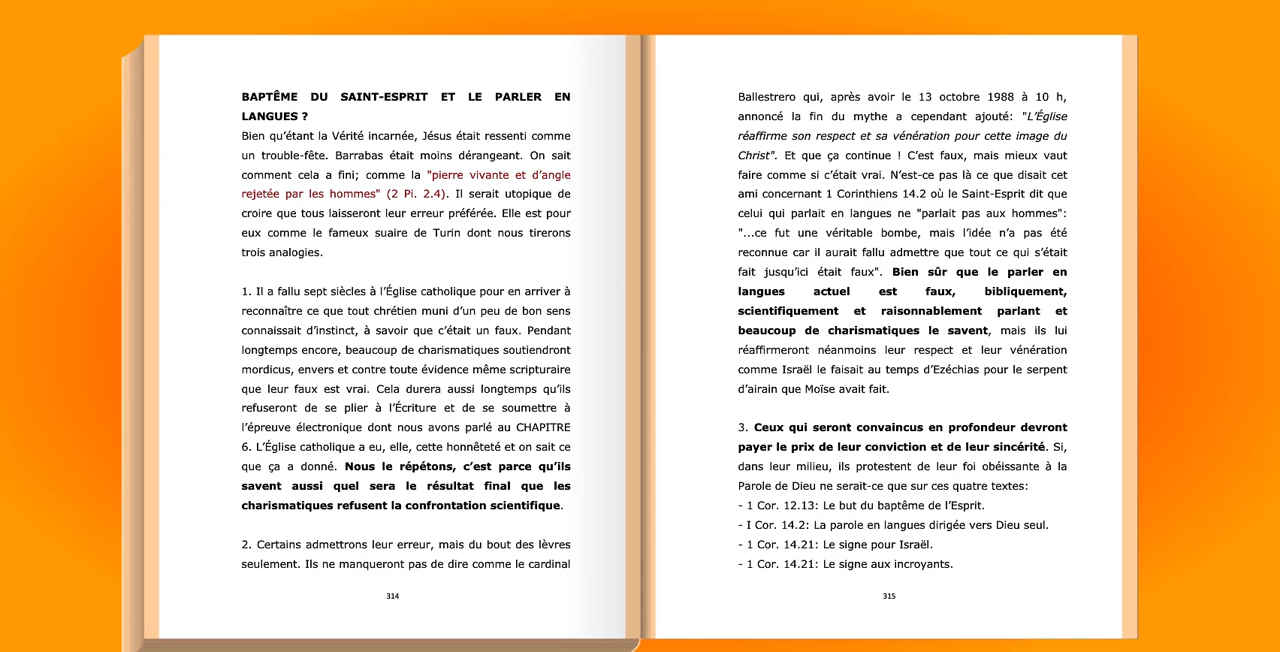 BAPTÊME DU SAINT-ESPRIT ET LE PARLER EN
LANGUES ?
Bien qu’étant la Vérité incarnée, Jésus était ressenti comme
un trouble-fête. Barrabas était moins dérangeant. On sait
comment cela a fini; comme la "pierre vivante et d’angle
rejetée par les hommes" (2 Pi. 2.4). Il serait utopique de
croire que tous laisseront leur erreur préférée. Elle est pour
eux comme le fameux suaire de Turin dont nous tirerons
trois analogies.
1. Il a fallu sept siècles à l’Église catholique pour en arriver à
reconnaître ce que tout chrétien muni d’un peu de bon sens
connaissait d’instinct, à savoir que c’était un faux. Pendant
longtemps encore, beaucoup de charismatiques soutiendront
mordicus, envers et contre toute évidence même scripturaire
que leur faux est vrai. Cela durera aussi longtemps qu’ils
refuseront de se plier à l’Écriture et de se soumettre à
l’épreuve électronique dont nous avons parlé au CHAPITRE
6. L’Église catholique a eu, elle, cette honnêteté et on sait ce
que ça a donné. Nous le répétons, c’est parce qu’ils
savent aussi quel sera le résultat final que les
charismatiques refusent la confrontation scientifique.
2. Certains admettrons leur erreur, mais du bout des lèvres
seulement. Ils ne manqueront pas de dire comme le cardinal
314
Ballestrero qui, après avoir le 13 octobre 1988 à 10 h,
annoncé la fin du mythe a cependant ajouté: "L’Église
réaffirme son respect et sa vénération pour cette image du
Christ". Et que ça continue ! C’est faux, mais mieux vaut
faire comme si c’était vrai. N’est-ce pas là ce que disait cet
ami concernant 1 Corinthiens 14.2 où le Saint-Esprit dit que
celui qui parlait en langues ne "parlait pas aux hommes":
"...ce fut une véritable bombe, mais l’idée n’a pas été
reconnue car il aurait fallu admettre que tout ce qui s’était
fait jusqu’ici était faux". Bien sûr que le parler en
langues actuel est faux, bibliquement,
scientifiquement et raisonnablement parlant et
beaucoup de charismatiques le savent, mais ils lui
réaffirmeront néanmoins leur respect et leur vénération
comme Israël le faisait au temps d’Ezéchias pour le serpent
d’airain que Moïse avait fait.
3. Ceux qui seront convaincus en profondeur devront
payer le prix de leur conviction et de leur sincérité. Si,
dans leur milieu, ils protestent de leur foi obéissante à la
Parole de Dieu ne serait-ce que sur ces quatre textes:
- 1 Cor. 12.13: Le but du baptême de l’Esprit.
- I Cor. 14.2: La parole en langues dirigée vers Dieu seul.
- 1 Cor. 14.21: Le signe pour Israël.
- 1 Cor. 14.21: Le signe aux incroyants.
315